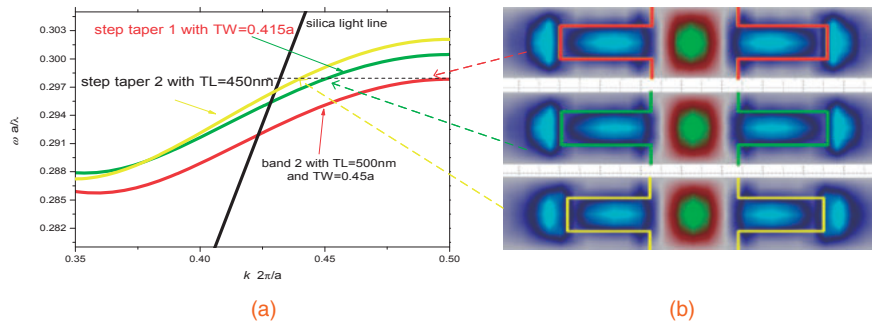 0.303
0.300
0.297
0.294
0.291
0.288
0.285
0.282
ω a/λ
step taper 1 with TW=0.415a
silica light line
step taper 2 with TL=450nm
band 2 with TL=500nm
and TW=0.45a
0.35
0.40
0.45
0.50
k 2π/a
(a)
(b)